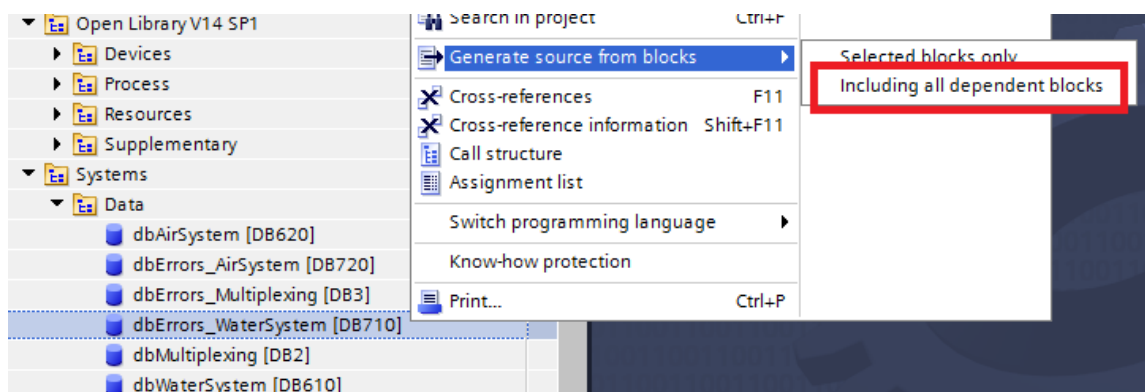 Open Library V14 SP1
Devices
Process
Resources
Supplementary
Systems
Data
dbAirSystem [DB620]
dbErrors_AirSystem [DB720]
dbErrors_Multiplexing [DB3]
dbErrors_WaterSystem [DB710]
dbMultiplexing [DB2]
dbWaterSystem [DB610]
Search in project Ctrl+F
Generate source from blocks
Cross-references F11
Cross-reference information Shift+F11
Call structure
Assignment list
Switch programming language
Know-how protection
Print... Ctrl+P
Selected blocks only
Including all dependent blocks